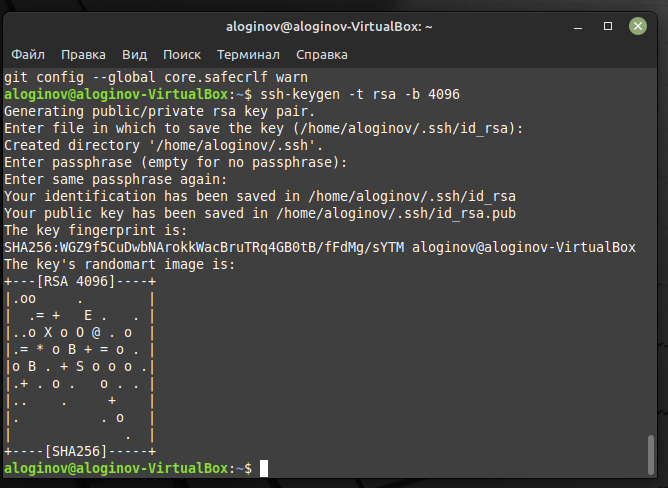 aloginov@aloginov-VirtualBox: ~
Файл Правка Вид Поиск Терминал Справка
git config --global core.safecrlf warn
aloginov@aloginov-VirtualBox:~$ ssh-keygen -t rsa -b 4096
Generating public/private rsa key pair.
Enter file in which to save the key (/home/aloginov/.ssh/id_rsa):
Created directory '/home/aloginov/.ssh'.
Enter passphrase (empty for no passphrase):
Enter same passphrase again:
Your identification has been saved in /home/aloginov/.ssh/id_rsa
Your public key has been saved in /home/aloginov/.ssh/id_rsa.pub
The key fingerprint is:
SHA256:WGZ9f5CuDwbNArokkWacBruTRq4GB0tB/fFdMg/sYTM aloginov@aloginov-VirtualBox
The key's randomart image is:
+---[RSA 4096]----+
|.oo     .        |
|  .= +   E .   . |
|..o X o O @ . o  |
|.= * o B + = o . |
|o B . + S o o o .|
|.+ . o .   o . . |
|..    .     +    |
|.          . o   |
|              .  |
+----[SHA256]-----+
aloginov@aloginov-VirtualBox:~$